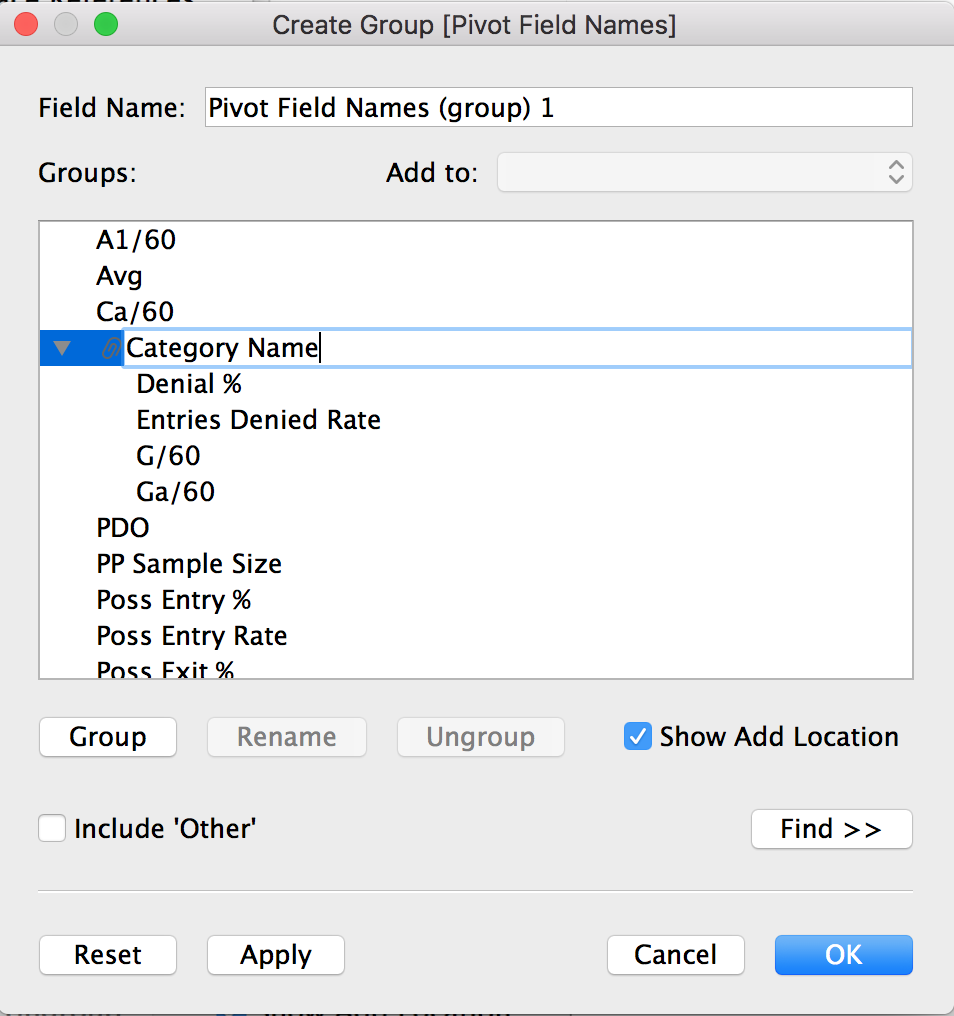 Create Group [Pivot Field Names]
Field Name: Pivot Field Names (group) 1
Groups: Add to:
A1/60
Avg
Ca/60
Category Name
Denial %
Entries Denied Rate
G/60
Ga/60
PDO
PP Sample Size
Poss Entry %
Poss Entry Rate
Poss Exit %
Group Rename Ungroup Show Add Location
Include 'Other' Find >>
Reset Apply Cancel OK